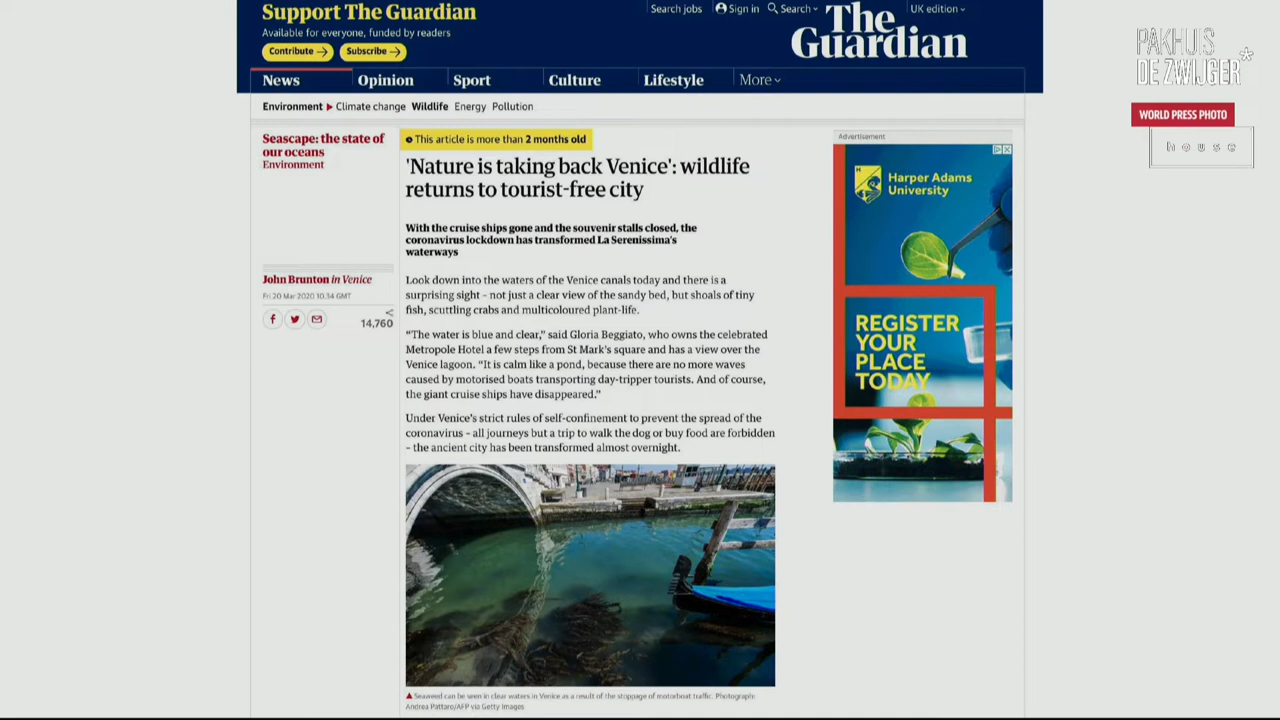 Support The Guardian
Available for everyone, funded by readers
Contribute →
Subscribe →
Search jobs
Sign in
Search
UK edition
The
Guardian
News
Opinion
Sport
Culture
Lifestyle
More
Environment ▶ Climate change Wildlife Energy Pollution
Seascape: the state of
our oceans
Environment
This article is more than 2 months old
'Nature is taking back Venice': wildlife
returns to tourist-free city
With the cruise ships gone and the souvenir stalls closed, the
coronavirus lockdown has transformed La Serenissima's
waterways
John Brunton in Venice
Fri 20 Mar 2020 10.34 GMT
14,760
Look down into the waters of the Venice canals today and there is a
surprising sight – not just a clear view of the sandy bed, but shoals of tiny
fish, scuttling crabs and multicoloured plant-life.
“The water is blue and clear,” said Gloria Beggiato, who owns the celebrated
Metropole Hotel a few steps from St Mark's square and has a view over the
Venice lagoon. “It is calm like a pond, because there are no more waves
caused by motorised boats transporting day-tripper tourists. And of course,
the giant cruise ships have disappeared.”
Under Venice's strict rules of self-confinement to prevent the spread of the
coronavirus – all journeys but a trip to walk the dog or buy food are forbidden
– the ancient city has been transformed almost overnight.
▲ Seaweed can be seen in clear waters in Venice as a result of the stoppage of motorboat traffic. Photograph:
Andrea Pattaro/AFP via Getty Images
Advertisement
Harper Adams
University
REGISTER
YOUR
PLACE
TODAY
PAKHUIS
DE ZWIJGER*
WORLD PRESS PHOTO
house